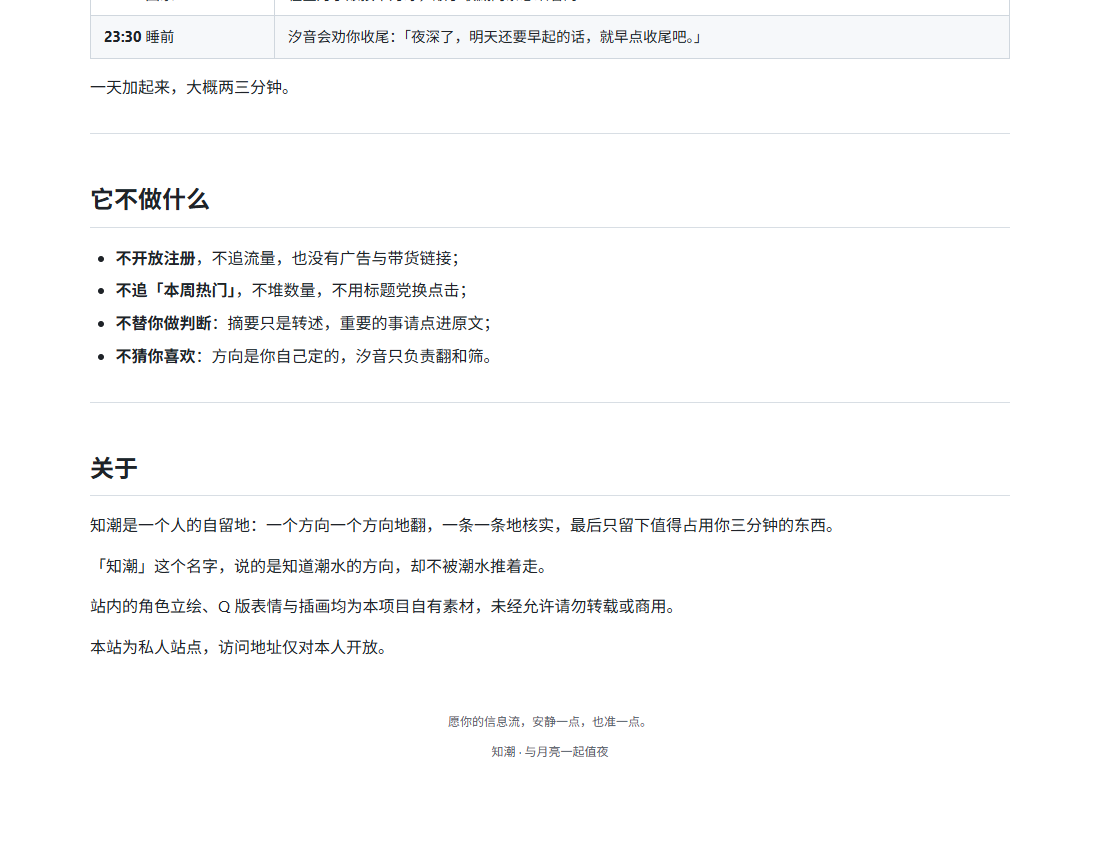 23:30 睡前
汐音会劝你收尾：「夜深了，明天还要早起的话，就早点收尾吧。」
一天加起来，大概两三分钟。
它不做什么
不开放注册，不追流量，也没有广告与带货链接；
不追「本周热门」，不堆数量，不用标题党换点击；
不替你做判断：摘要只是转述，重要的事请点进原文；
不猜你喜欢：方向是你自己定的，汐音只负责翻和筛。
关于
知潮是一个人的自留地：一个方向一个方向地翻，一条一条地核实，最后只留下值得占用你三分钟的东西。
「知潮」这个名字，说的是知道潮水的方向，却不被潮水推着走。
站内的角色立绘、Q 版表情与插画均为本项目自有素材，未经允许请勿转载或商用。
本站为私人站点，访问地址仅对本人开放。
愿你的信息流，安静一点，也准一点。
知潮 · 与月亮一起值夜